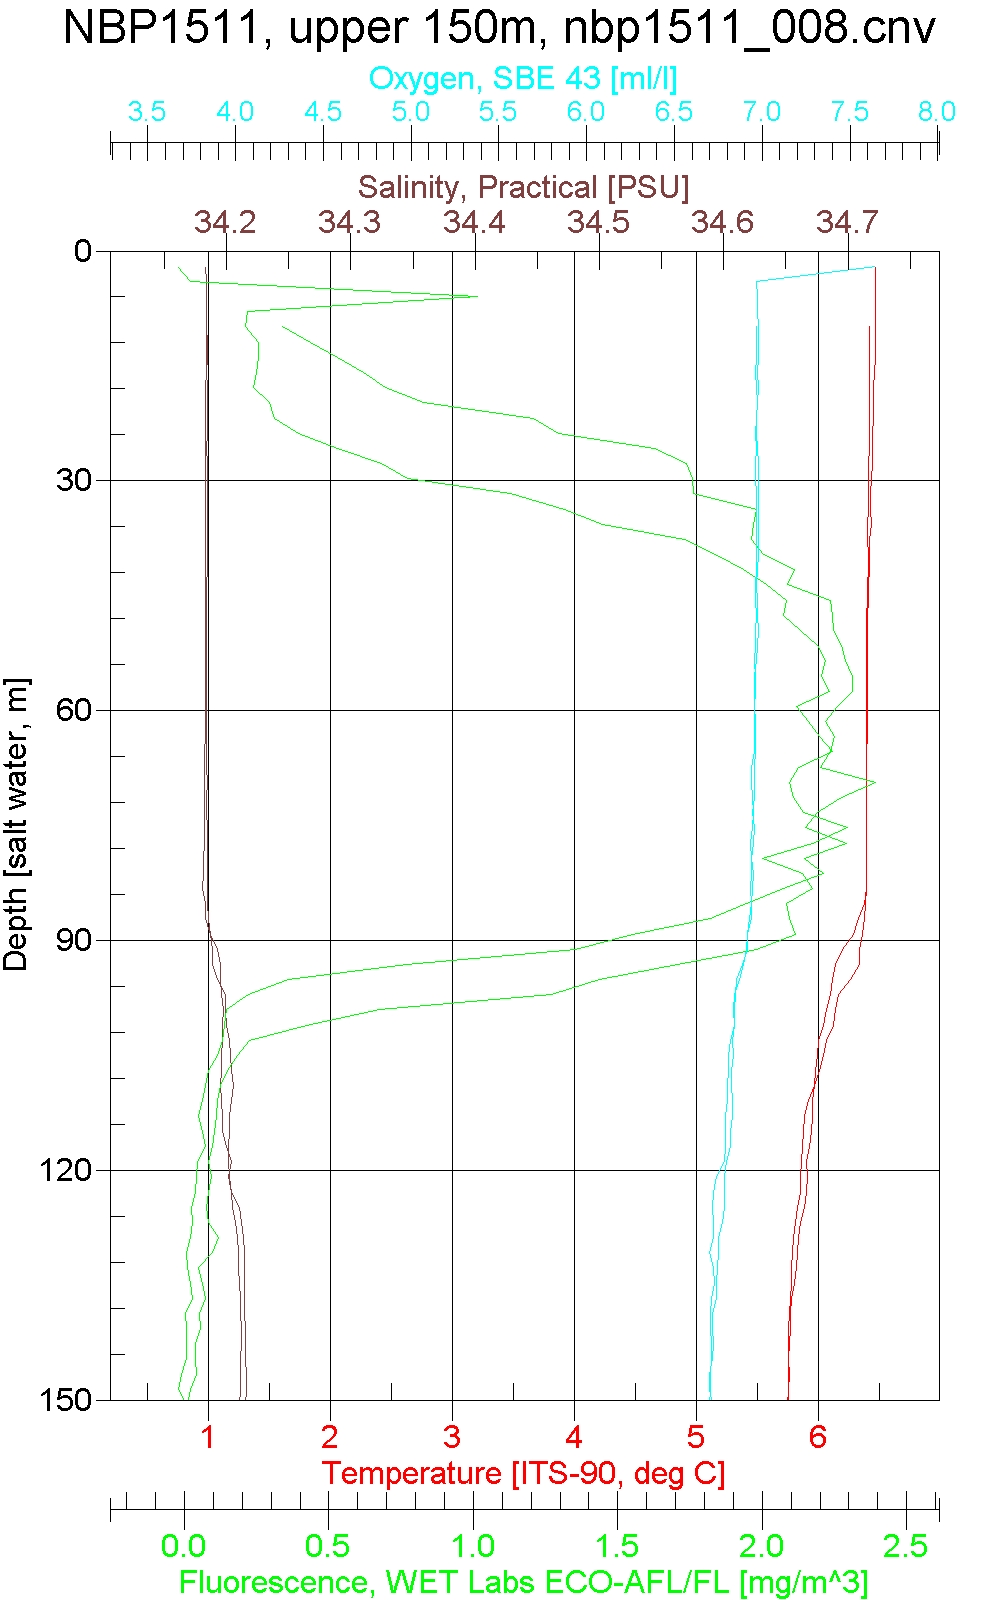 NBP1511, upper 150m, nbp1511_008.cnv
Oxygen, SBE 43 [ml/l]
3.5 4.0 4.5 5.0 5.5 6.0 6.5 7.0 7.5 8.0
Salinity, Practical [PSU]
34.2 34.3 34.4 34.5 34.6 34.7
0
30
60
90
120
150
Depth [salt water, m]
1 2 3 4 5 6
Temperature [ITS-90, deg C]
0.0 0.5 1.0 1.5 2.0 2.5
Fluorescence, WET Labs ECO-AFL/FL [mg/m^3]